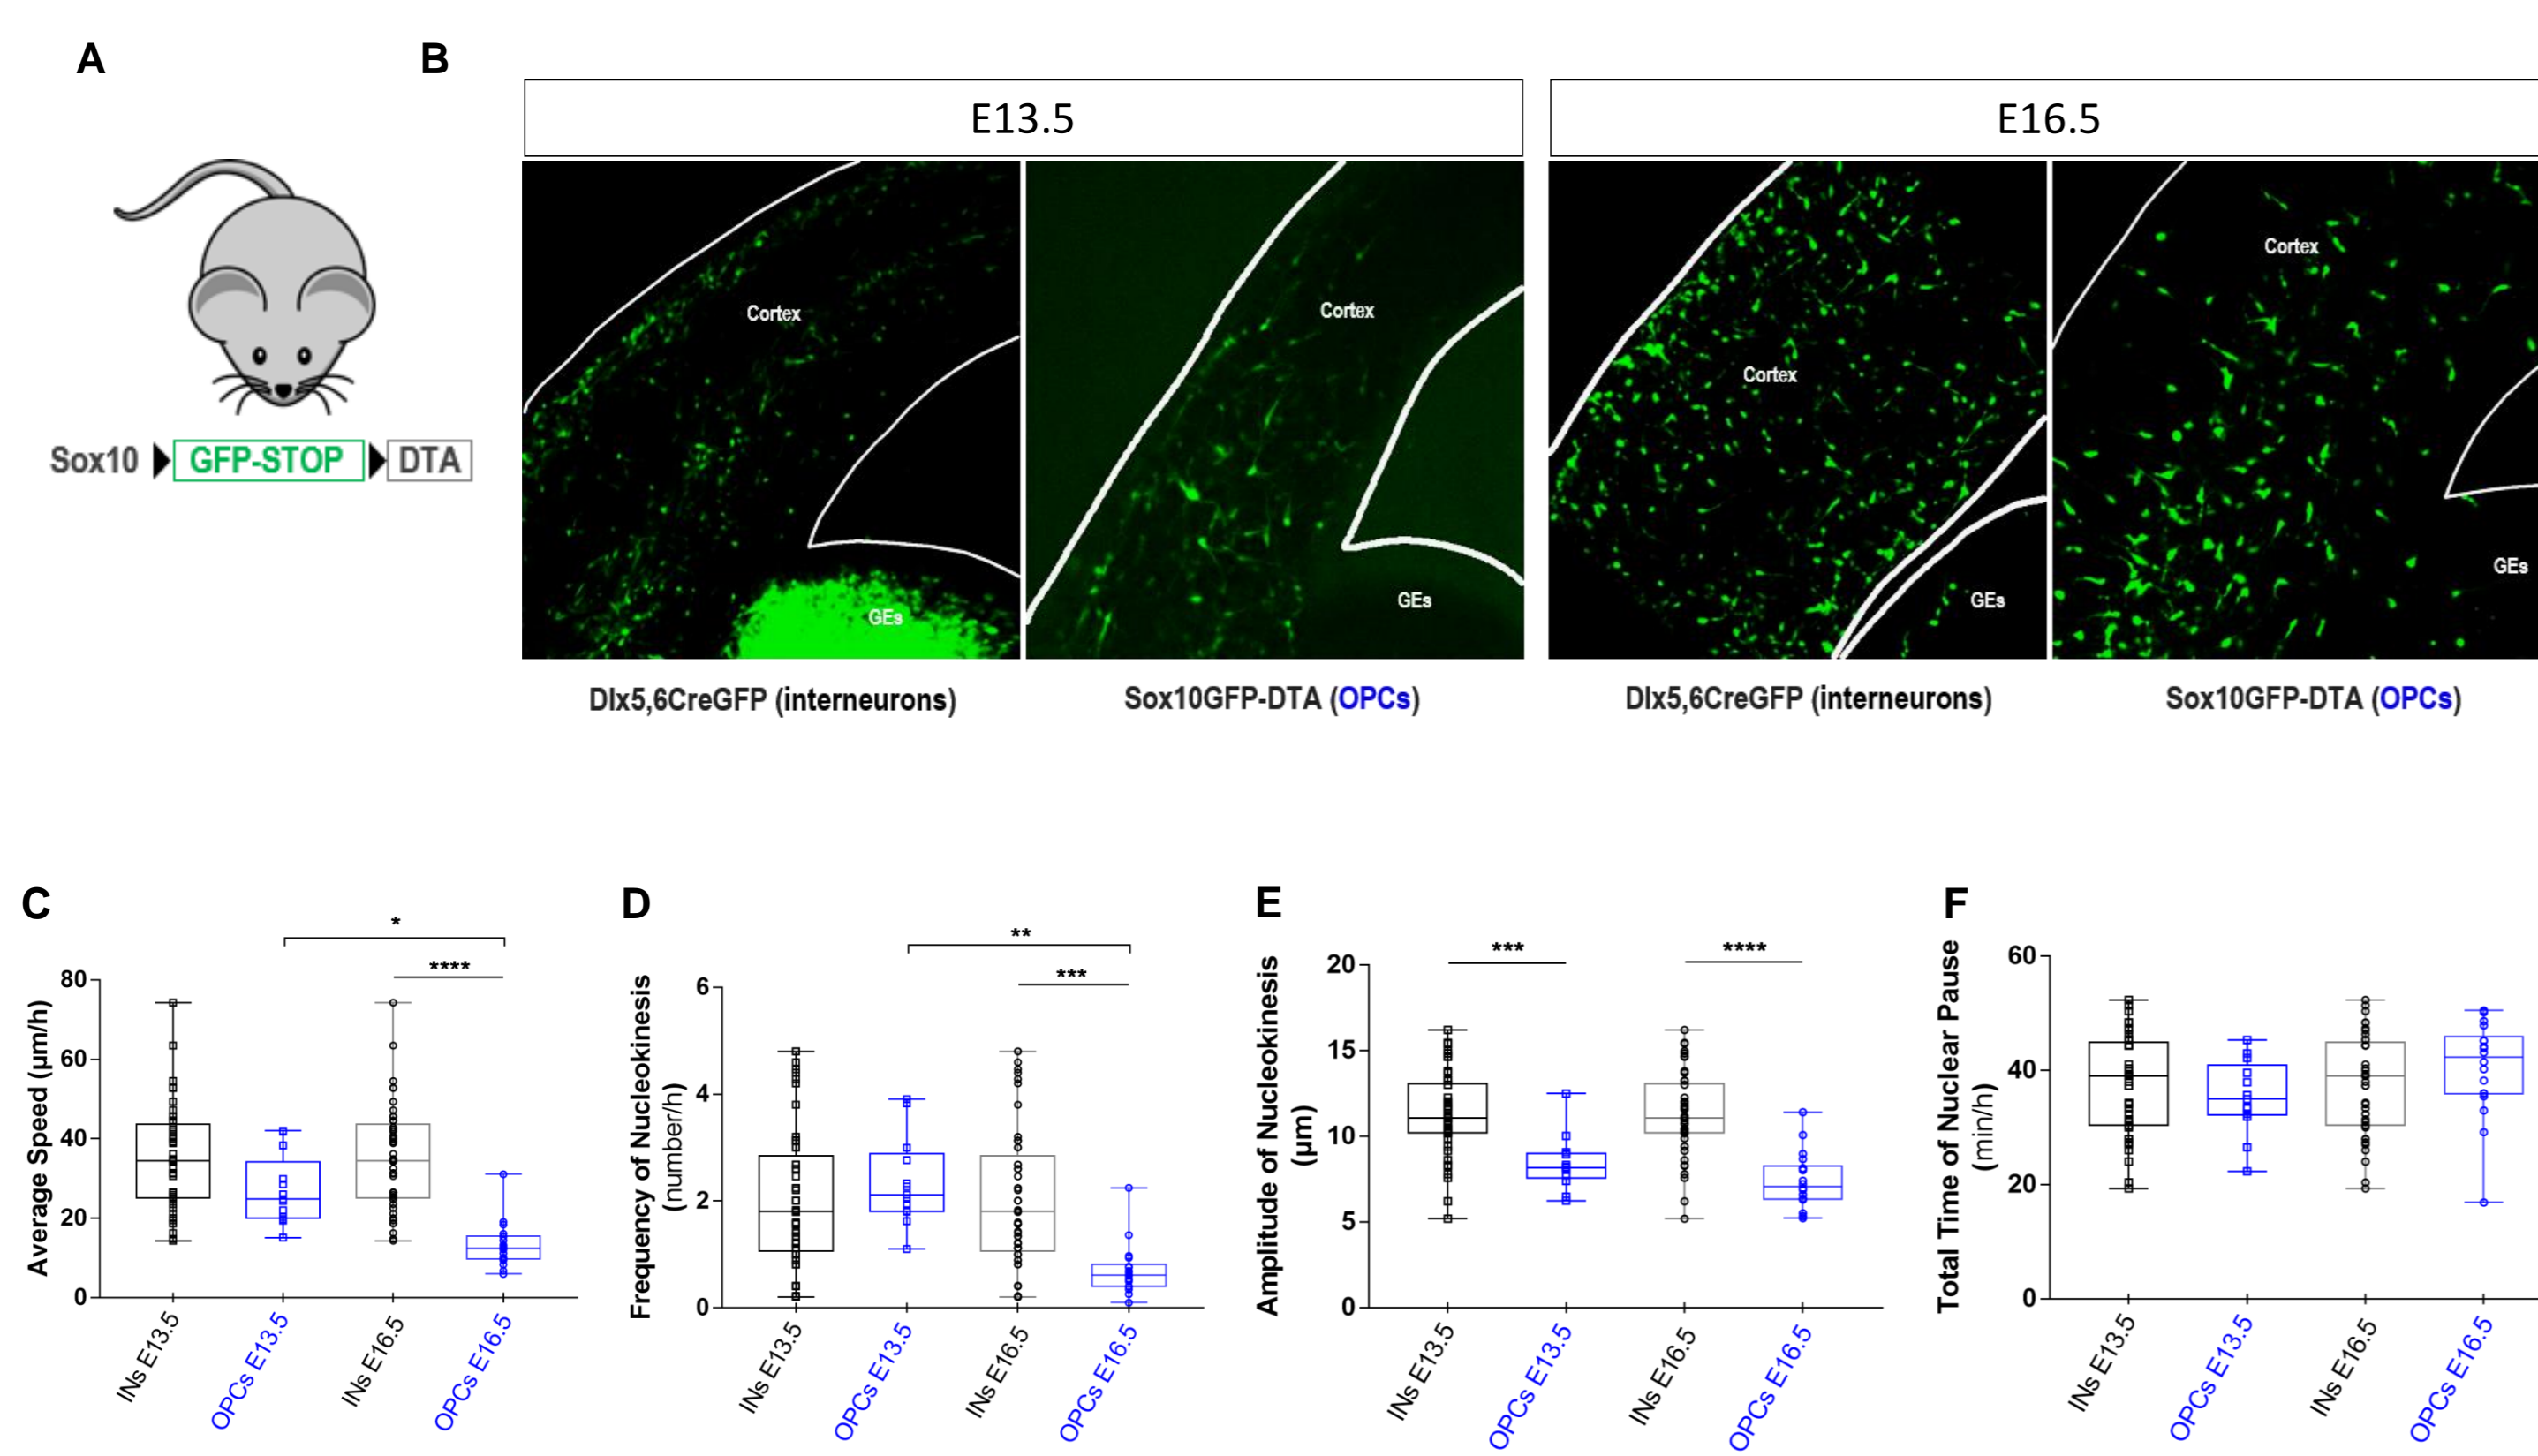 A
B
E13.5
E16.5
Sox10 GFP-STOP DTA
Cortex
GEs
Cortex
GEs
Cortex
GEs
Cortex
GEs
Dlx5,6CreGFP (interneurons)
Sox10GFP-DTA (OPCs)
Dlx5,6CreGFP (interneurons)
Sox10GFP-DTA (OPCs)
C
*
****
Average Speed (µm/h)
80
60
40
20
0
INs E13.5
OPCs E13.5
INs E16.5
OPCs E16.5
D
**
***
Frequency of Nucleokinesis
(number/h)
6
4
2
0
INs E13.5
OPCs E13.5
INs E16.5
OPCs E16.5
E
***
****
Amplitude of Nucleokinesis
(µm)
20
15
10
5
0
INs E13.5
OPCs E13.5
INs E16.5
OPCs E16.5
F
Total Time of Nuclear Pause
(min/h)
60
40
20
0
INs E13.5
OPCs E13.5
INs E16.5
OPCs E16.5